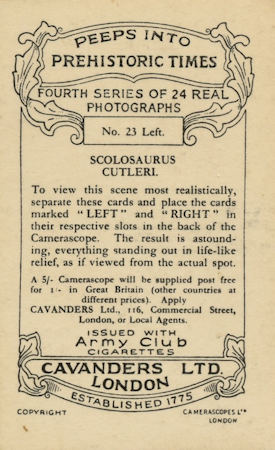 PEEPS INTO
PREHISTORIC TIMES
FOURTH SERIES OF 24 REAL
PHOTOGRAPHS
No. 23 Left.
SCOLOSAURUS
CUTLERI.
To view this scene most realistically,
separate these cards and place the cards
marked "LEFT" and "RIGHT" in
their respective slots in the back of the
Camerascope. The result is astound-
ing, everything standing out in life-like
relief, as if viewed from the actual spot.
A 5/- Camerascope will be supplied post free
for 1/- in Great Britain (other countries at
different prices). Apply
CAVANDERS Ltd., 116, Commercial Street,
London, or Local Agents.
ISSUED WITH
Army Club
CIGARETTES
CAVANDERS LTD.
LONDON
ESTABLISHED 1775
COPYRIGHT
CAMERASCOPES LTD
LONDON